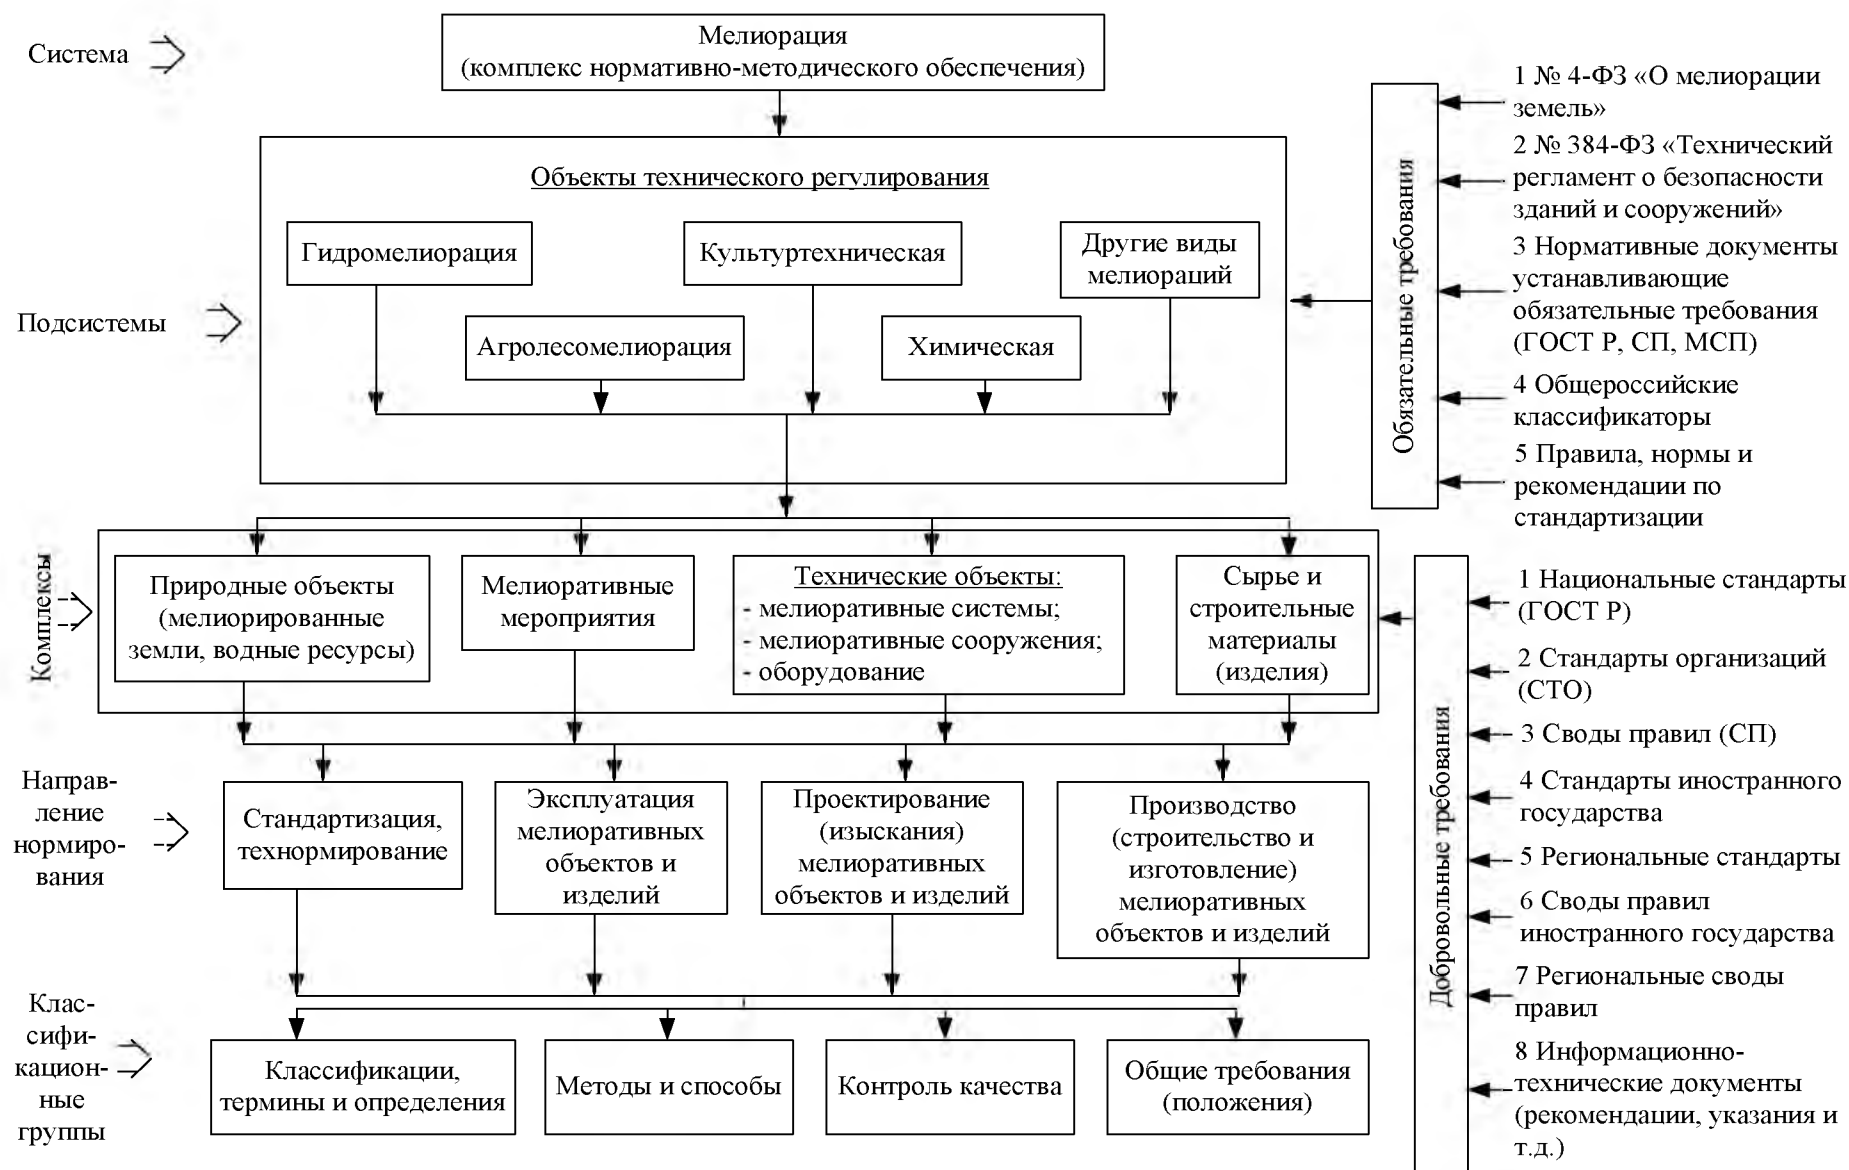 Система
Мелиорация
(комплекс нормативно-методического обеспечения)
Подсистемы
Объекты технического регулирования
Гидромелиорация
Культуртехническая
Другие виды
мелиораций
Агролесомелиорация
Химическая
Обязательные требования
1 № 4-ФЗ «О мелиорации
земель»
2 № 384-ФЗ «Технический
регламент о безопасности
зданий и сооружений»
3 Нормативные документы
устанавливающие
обязательные требования
(ГОСТ Р, СП, МСП)
4 Общероссийские
классификаторы
5 Правила, нормы и
рекомендации по
стандартизации
Комплексы
Природные объекты
(мелиорированные
земли, водные ресурсы)
Мелиоративные
мероприятия
Технические объекты:
- мелиоративные системы;
- мелиоративные сооружения;
- оборудование
Сырье и
строительные
материалы
(изделия)
Направ-
ление
нормиро-
вания
Стандартизация,
технормирование
Эксплуатация
мелиоративных
объектов и
изделий
Проектирование
(изыскания)
мелиоративных
объектов и изделий
Производство
(строительство и
изготовление)
мелиоративных
объектов и изделий
Клас-
сифи-
кацион-
ные
группы
Классификации,
термины и определения
Методы и способы
Контроль качества
Общие требования
(положения)
Добровольные требования
1 Национальные стандарты
(ГОСТ Р)
2 Стандарты организаций
(СТО)
3 Своды правил (СП)
4 Стандарты иностранного
государства
5 Региональные стандарты
6 Своды правил
иностранного государства
7 Региональные своды
правил
8 Информационно-
технические документы
(рекомендации, указания и
т.д.)